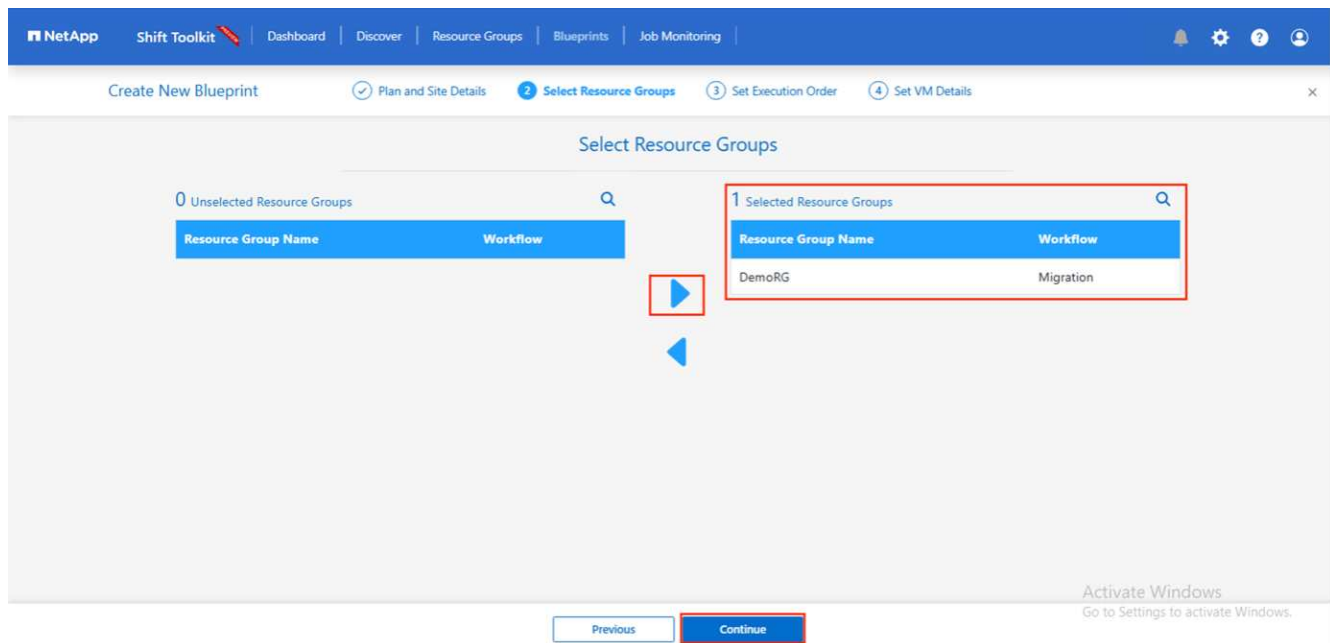 NetApp Shift Toolkit Dashboard Discover Resource Groups Blueprints Job Monitoring
Create New Blueprint Plan and Site Details 2 Select Resource Groups 3 Set Execution Order 4 Set VM Details
Select Resource Groups
0 Unselected Resource Groups
Resource Group Name Workflow
1 Selected Resource Groups
Resource Group Name Workflow
DemoRG Migration
Activate Windows
Go to Settings to activate Windows.
Previous Continue